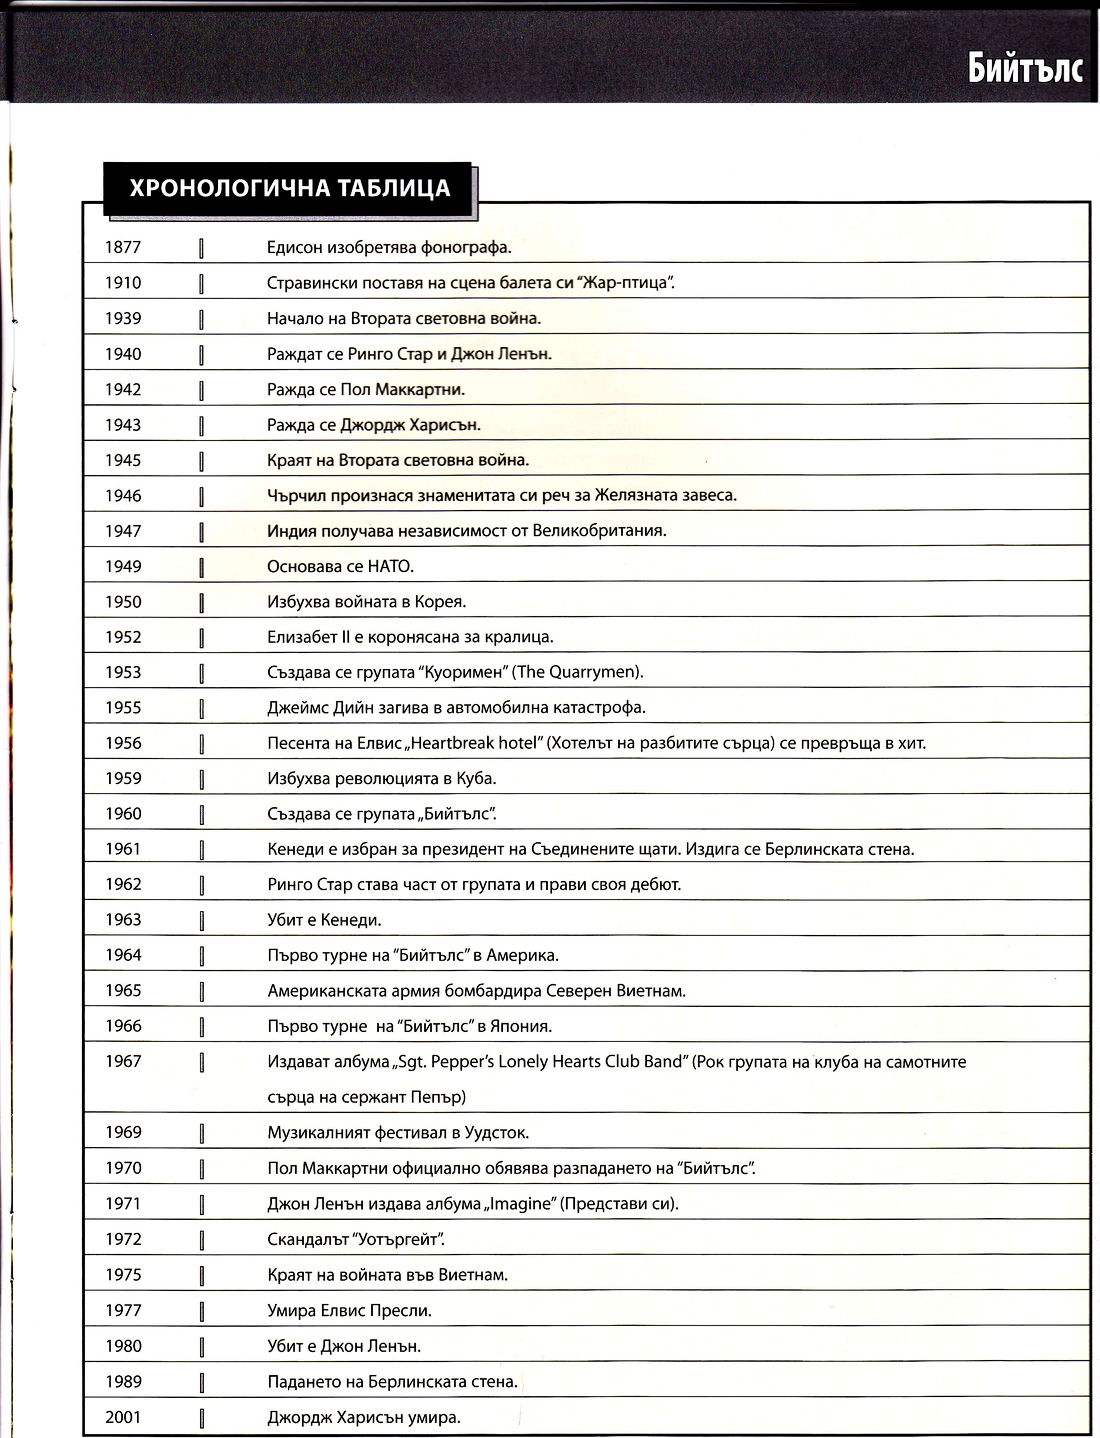 Бийтълс
ХРОНОЛОГИЧНА ТАБЛИЦА
1877 Едисон изобретява фонографа.
1910 Стравински поставя на сцена балета си “Жар-птица”.
1939 Начало на Втората световна война.
1940 Раждат се Ринго Стар и Джон Ленън.
1942 Ражда се Пол Маккартни.
1943 Ражда се Джордж Харисън.
1945 Краят на Втората световна война.
1946 Чърчил произнася знаменитата си реч за Желязната завеса.
1947 Индия получава независимост от Великобритания.
1949 Основава се НАТО.
1950 Избухва войната в Корея.
1952 Елизабет II е коронясана за кралица.
1953 Създава се групата “Куоримен” (The Quarrymen).
1955 Джеймс Дийн загива в автомобилна катастрофа.
1956 Песента на Елвис „Heartbreak hotel” (Хотелът на разбитите сърца) се превръща в хит.
1959 Избухва революцията в Куба.
1960 Създава се групата „Бийтълс”.
1961 Кенеди е избран за президент на Съединените щати. Издига се Берлинската стена.
1962 Ринго Стар става част от групата и прави своя дебют.
1963 Убит е Кенеди.
1964 Първо турне на “Бийтълс” в Америка.
1965 Американската армия бомбардира Северен Виетнам.
1966 Първо турне на “Бийтълс” в Япония.
1967 Издават албума „Sgt. Pepper’s Lonely Hearts Club Band” (Рок групата на клуба на самотните
сърца на сержант Пепър)
1969 Музикалният фестивал в Уудсток.
1970 Пол Маккартни официално обявява разпадането на “Бийтълс”.
1971 Джон Ленън издава албума „Imagine” (Представи си).
1972 Скандалът “Уотъргейт”.
1975 Краят на войната във Виетнам.
1977 Умира Елвис Пресли.
1980 Убит е Джон Ленън.
1989 Падането на Берлинската стена.
2001 Джордж Харисън умира.